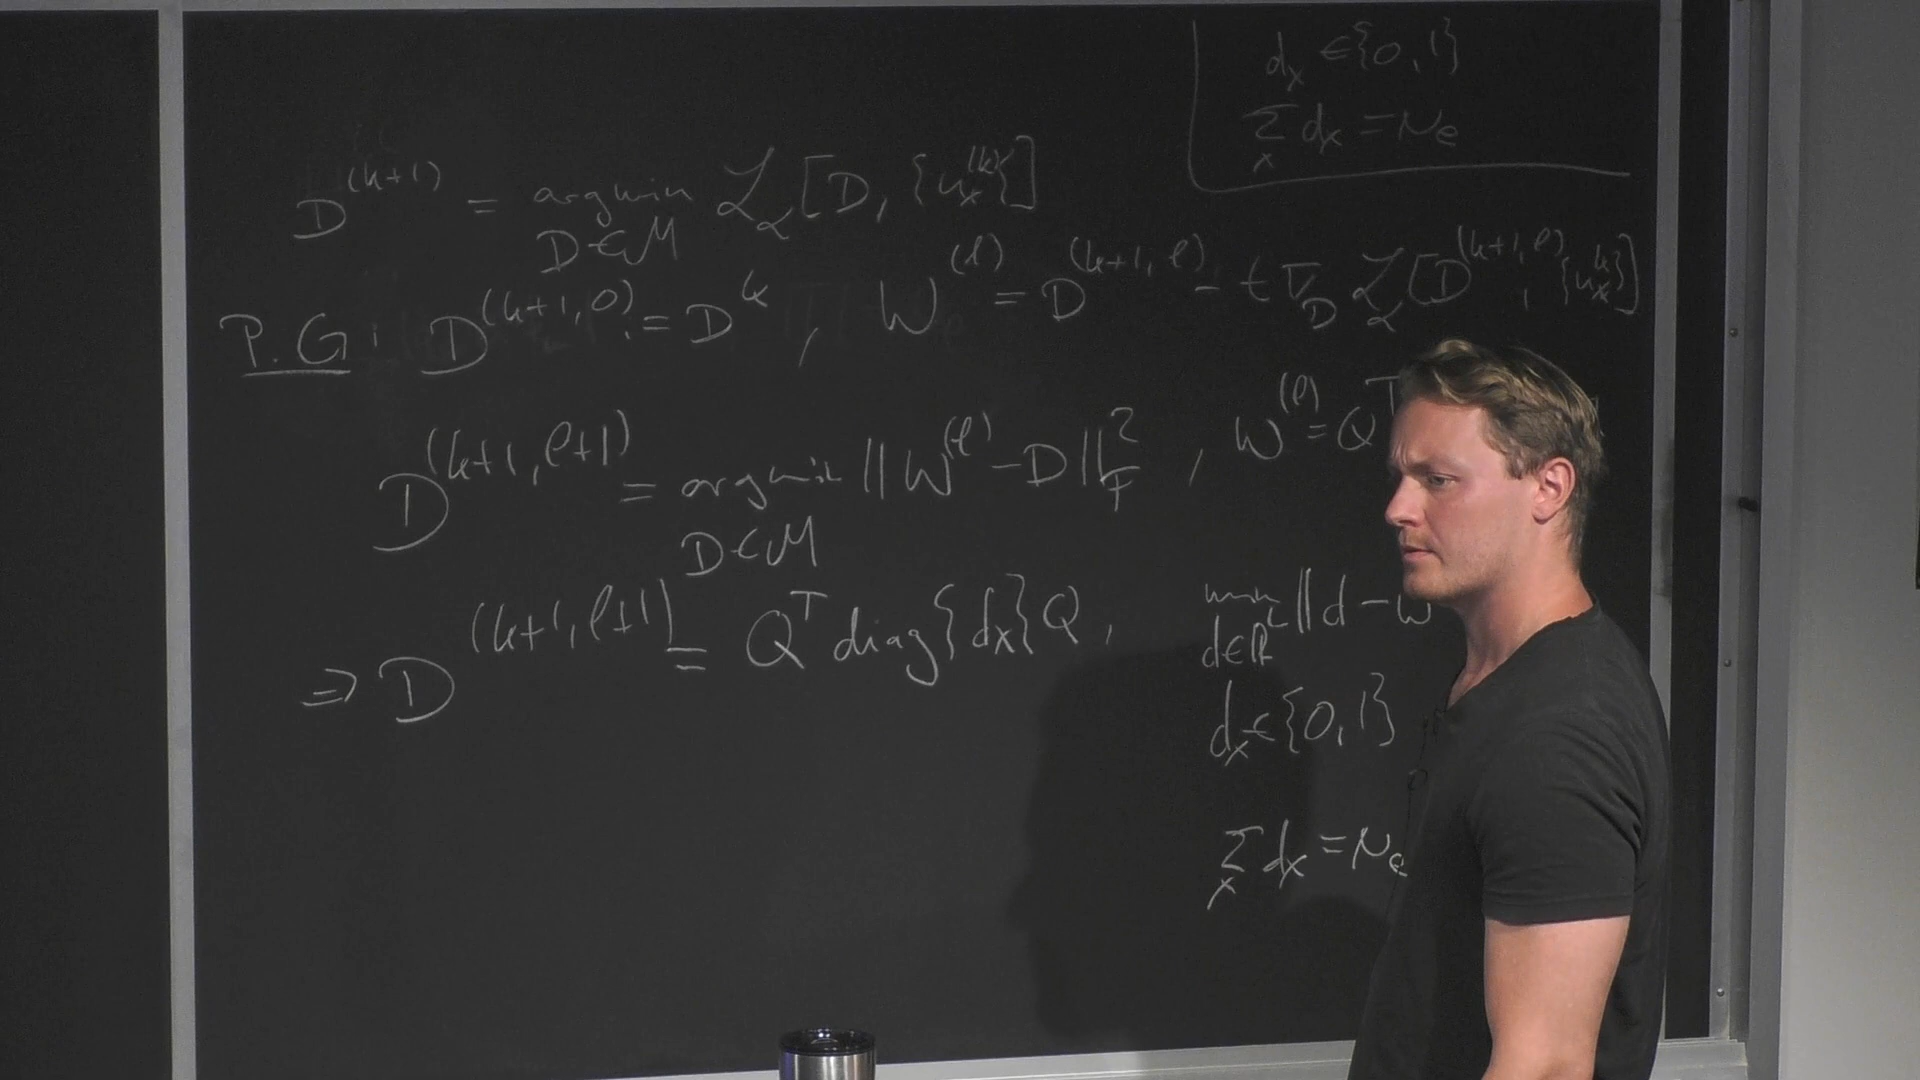 d_x ∈ {0, 1}
Σ_x d_x = N_e
D^(k+1) = argmin_{D∈M} ℒ_α [D, {u_x^(k)}]
P.G: D^(k+1, 0) := D^k , W^(ℓ) = D^(k+1, ℓ) - t ∇_D ℒ_α [D^(k+1, ℓ), {u_x^k}]
D^(k+1, ℓ+1) = argmin_{D∈M} || W^(ℓ) - D ||_F^2 , W^(ℓ) = Q^T
⇒ D^(k+1, ℓ+1) = Q^T diag{d_x} Q , min_{d∈R^L} || d - w
d_x ∈ {0, 1}
Σ_x d_x = N_e